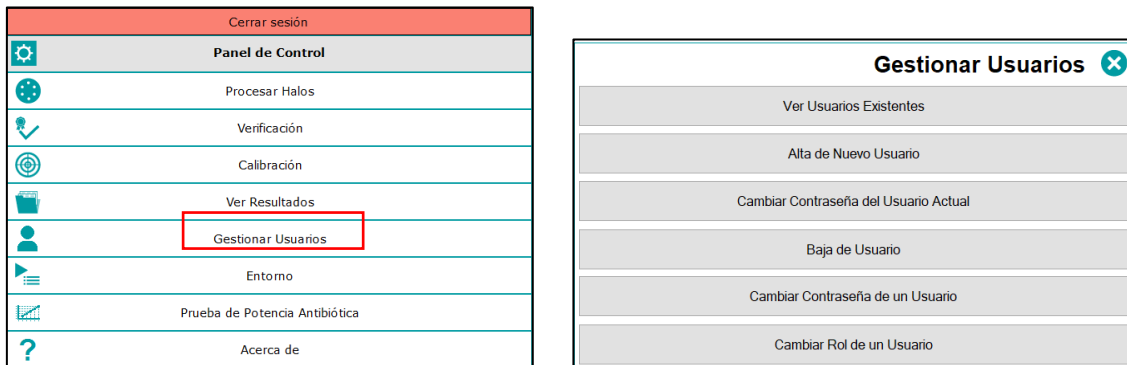 Cerrar sesión
Panel de Control
Procesar Halos
Verificación
Calibración
Ver Resultados
Gestionar Usuarios
Entorno
Prueba de Potencia Antibiótica
Acerca de
Gestionar Usuarios
Ver Usuarios Existentes
Alta de Nuevo Usuario
Cambiar Contraseña del Usuario Actual
Baja de Usuario
Cambiar Contraseña de un Usuario
Cambiar Rol de un Usuario